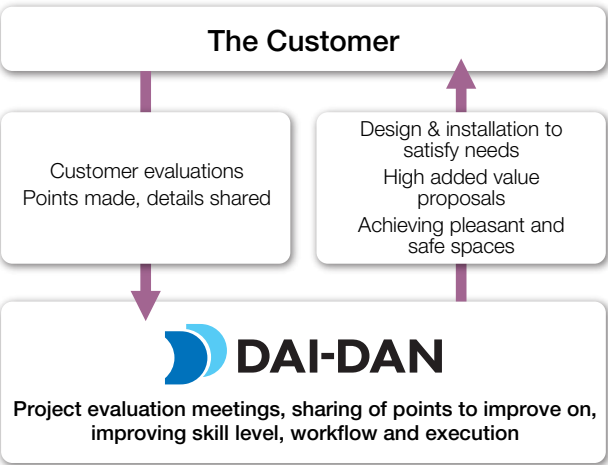 The Customer
Customer evaluations
Points made, details shared
Design & installation to
satisfy needs
High added value
proposals
Achieving pleasant and
safe spaces
DAI-DAN
Project evaluation meetings, sharing of points to improve on,
improving skill level, workflow and execution